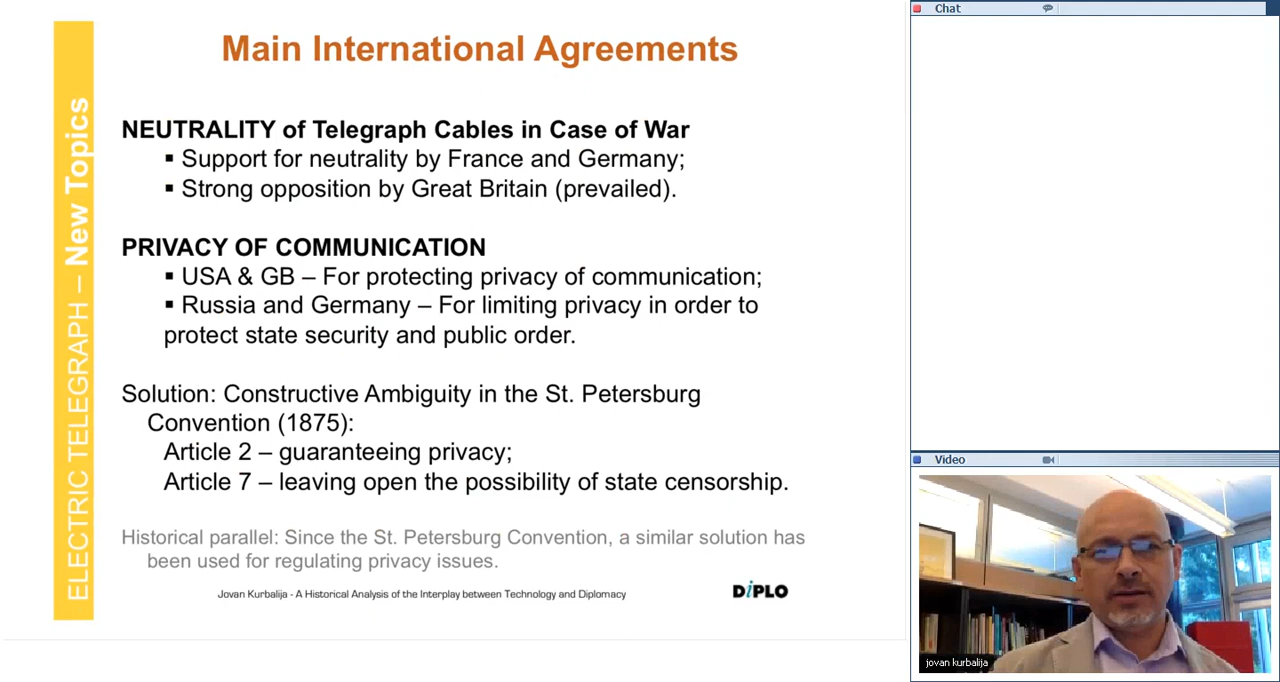 Main International Agreements
ELECTRIC TELEGRAPH – New Topics
NEUTRALITY of Telegraph Cables in Case of War
▪ Support for neutrality by France and Germany;
▪ Strong opposition by Great Britain (prevailed).
PRIVACY OF COMMUNICATION
▪ USA & GB – For protecting privacy of communication;
▪ Russia and Germany – For limiting privacy in order to
protect state security and public order.
Solution: Constructive Ambiguity in the St. Petersburg
Convention (1875):
Article 2 – guaranteeing privacy;
Article 7 – leaving open the possibility of state censorship.
Historical parallel: Since the St. Petersburg Convention, a similar solution has
been used for regulating privacy issues.
Jovan Kurbalija - A Historical Analysis of the Interplay between Technology and Diplomacy
DiPLO
Chat
Video
jovan kurbalija